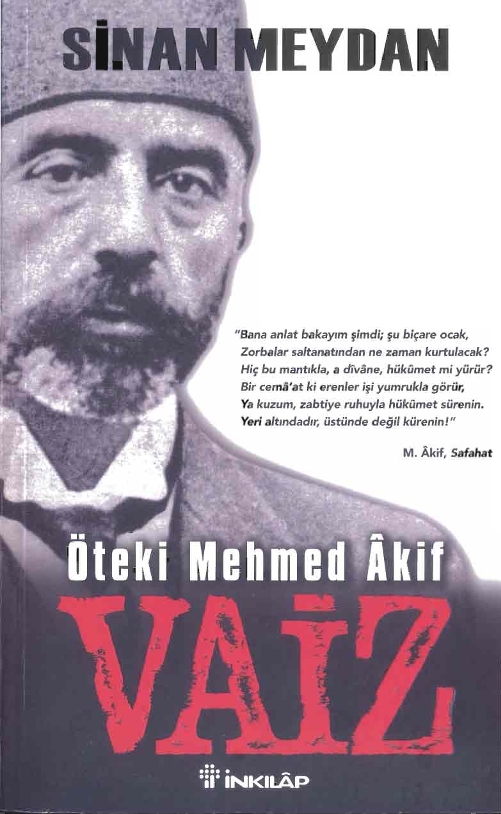 SİNAN MEYDAN
"Bana anlat bakayım şimdi; şu biçare ocak,
Zorbalar saltanatından ne zaman kurtulacak?
Hiç bu mantıkla, a dîvâne, hükûmet mi yürür?
Bir cemâ'at ki erenler işi yumrukla görür,
Ya kuzum, zabtiye ruhuyla hükûmet sürenin.
Yeri altındadır, üstünde değil kürenin!"
M. Âkif, Safahat
Öteki Mehmed Âkif
VAİZ
İNKILÂP